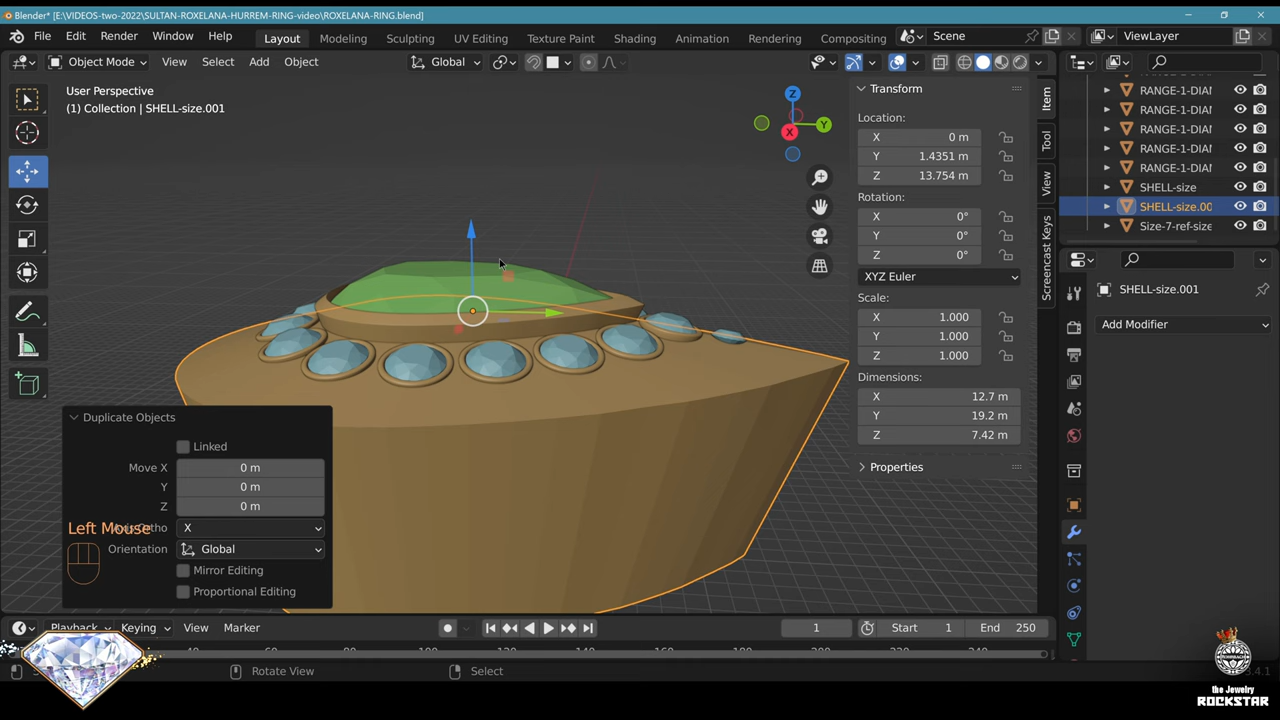 Blender* [E:\VIDEOS-two-2022\SULTAN-ROXELANA-HURREM-RING-video\ROXELANA-RING.blend]
File Edit Render Window Help Layout Modeling Sculpting UV Editing Texture Paint Shading Animation Rendering Compositing Scene ViewLayer
Object Mode View Select Add Object Global
User Perspective
(1) Collection | SHELL-size.001
Z
Y
X
Transform
Location:
X 0 m
Y 1.4351 m
Z 13.754 m
Rotation:
X 0°
Y 0°
Z 0°
XYZ Euler
Scale:
X 1.000
Y 1.000
Z 1.000
Dimensions:
X 12.7 m
Y 19.2 m
Z 7.42 m
Properties
Item
Tool
View
Screencast Keys
RANGE-1-DIAN
RANGE-1-DIAN
RANGE-1-DIAN
RANGE-1-DIAN
RANGE-1-DIAN
SHELL-size
SHELL-size.00
Size-7-ref-size
SHELL-size.001
Add Modifier
Duplicate Objects
Linked
Move X 0 m
Y 0 m
Z 0 m
X
Left Mouse
Orientation Global
Mirror Editing
Proportional Editing
Playback Keying View Marker 1 Start 1 End 250
Rotate View Select
the Jewelry
ROCKSTAR